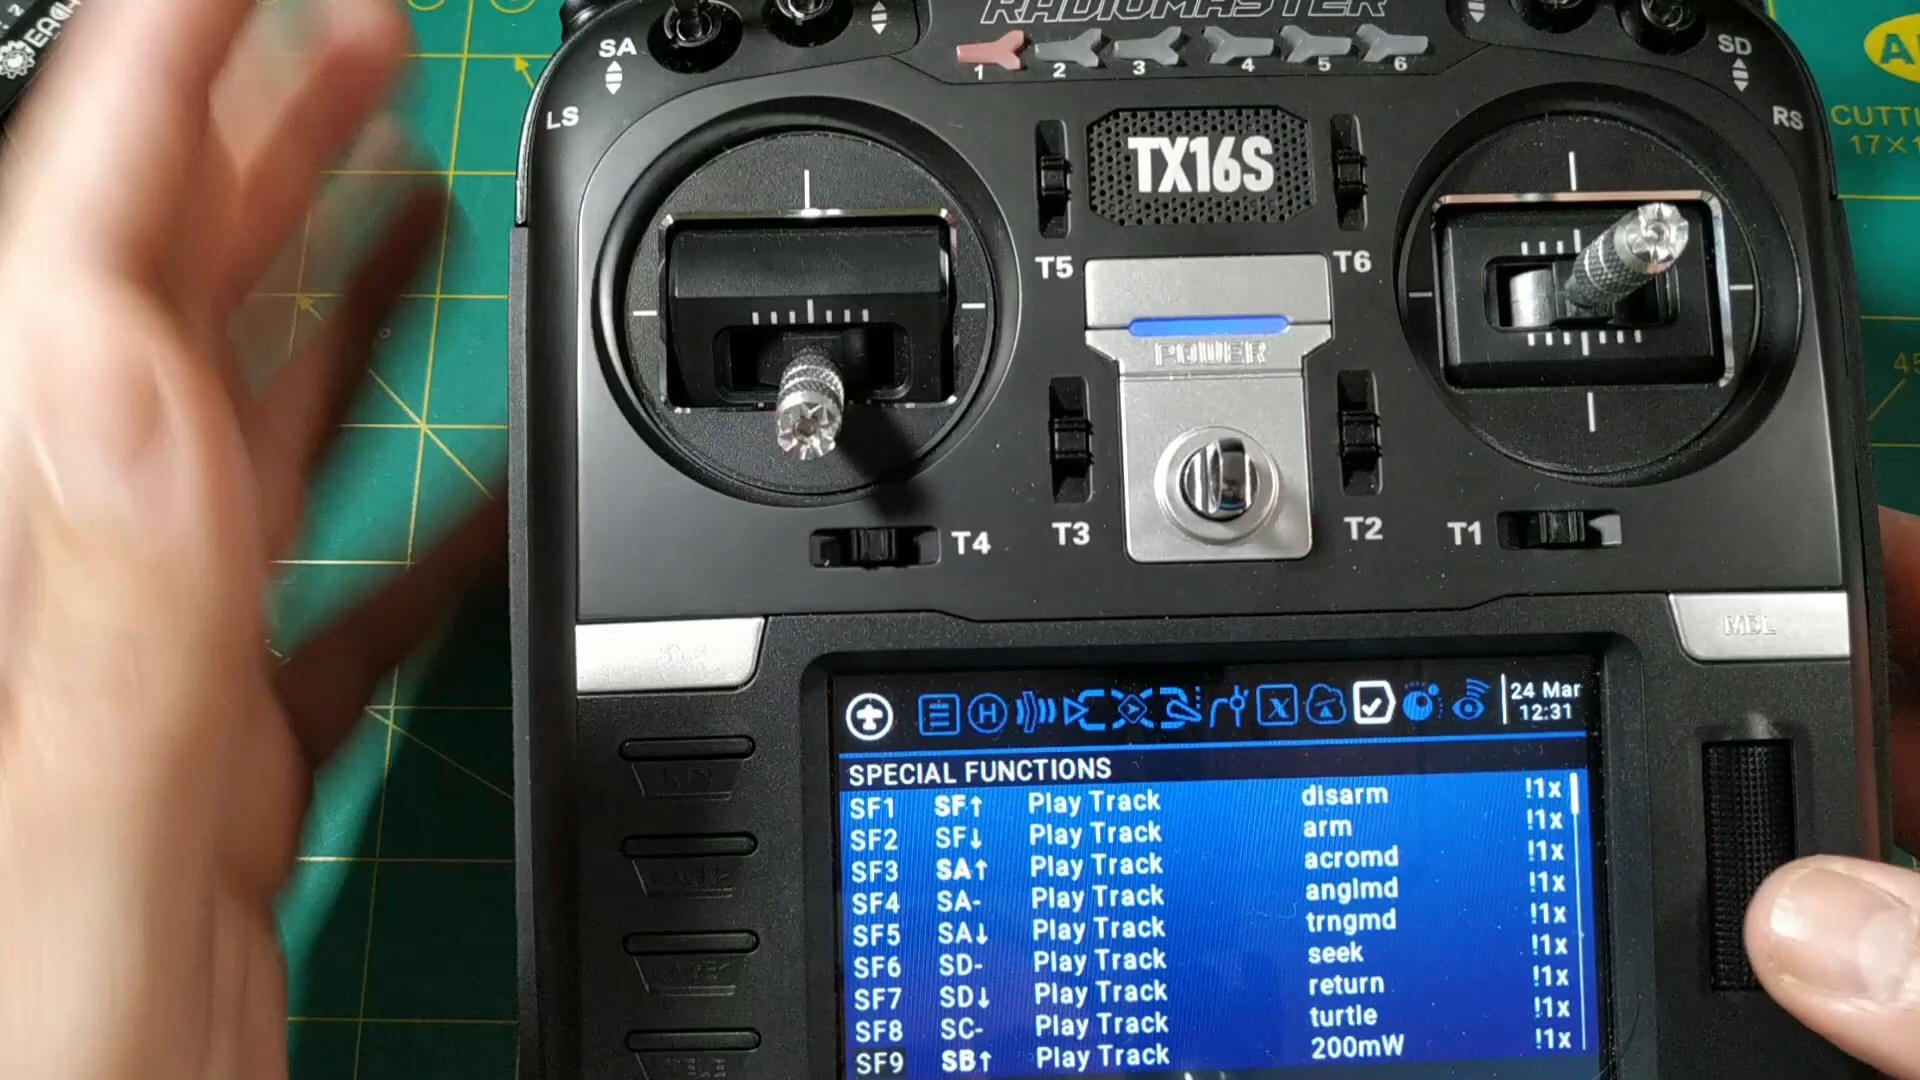 RADIOMASTER
SA
SD
1 2 3 4 5 6
LS
RS
CUTTI
TX16S
T5
T6
POWER
T3
T2
T4
T1
MDL
24 Mar
12:31
SPECIAL FUNCTIONS
SF1 SF↑ Play Track disarm !1x
SF2 SF↓ Play Track arm !1x
SF3 SA↑ Play Track acromd !1x
SF4 SA- Play Track anglmd !1x
SF5 SA↓ Play Track trngmd !1x
SF6 SD- Play Track seek !1x
SF7 SD↓ Play Track return !1x
SF8 SC- Play Track turtle !1x
SF9 SB↑ Play Track 200mW !1x